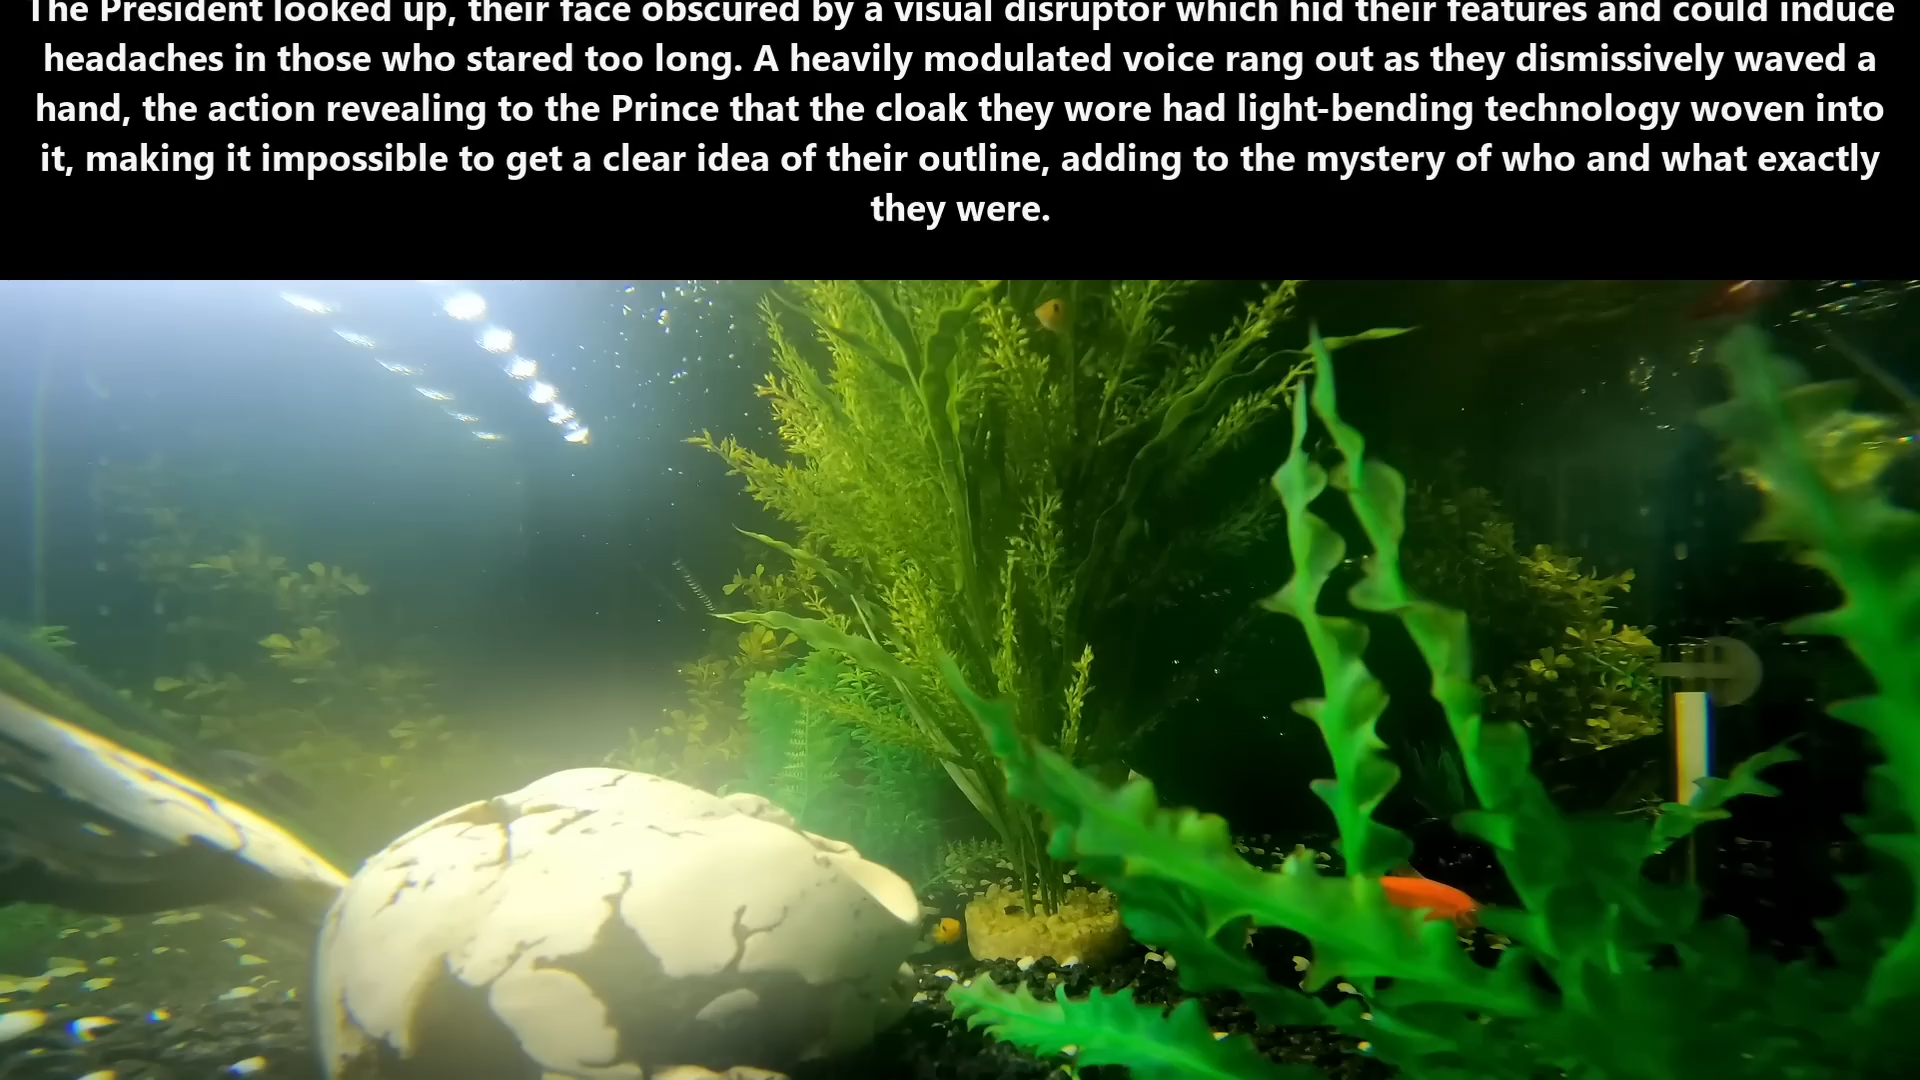 The President looked up, their face obscured by a visual disruptor which hid their features and could induce
headaches in those who stared too long. A heavily modulated voice rang out as they dismissively waved a
hand, the action revealing to the Prince that the cloak they wore had light-bending technology woven into
it, making it impossible to get a clear idea of their outline, adding to the mystery of who and what exactly
they were.